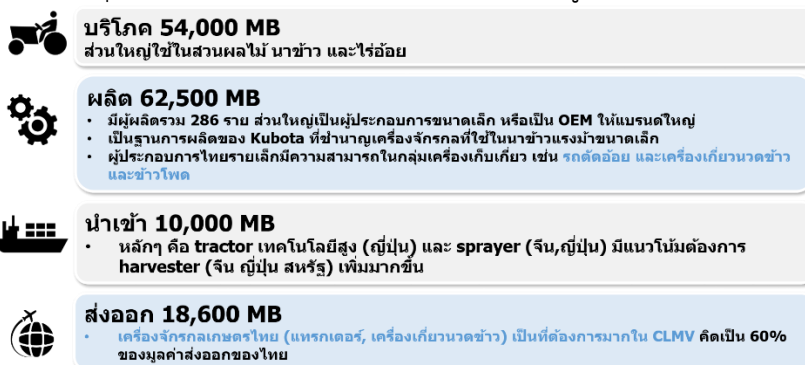 บริโภค 54,000 MB
ส่วนใหญ่ใช้ในสวนผลไม้ นาข้าว และไร่อ้อย
ผลิต 62,500 MB
• มีผู้ผลิตรวม 286 ราย ส่วนใหญ่เป็นผู้ประกอบการขนาดเล็ก หรือเป็น OEM ให้แบรนด์ใหญ่
• เป็นฐานการผลิตของ Kubota ที่ชำนาญเครื่องจักรกลที่ใช้ในนาข้าวแรงม้าขนาดเล็ก
• ผู้ประกอบการไทยรายเล็กมีความสามารถในกลุ่มเครื่องเก็บเกี่ยว เช่น รถตัดอ้อย และเครื่องเกี่ยวนวดข้าว
และข้าวโพด
นำเข้า 10,000 MB
• หลักๆ คือ tractor เทคโนโลยีสูง (ญี่ปุ่น) และ sprayer (จีน,ญี่ปุ่น) มีแนวโน้มต้องการ
harvester (จีน ญี่ปุ่น สหรัฐ) เพิ่มมากขึ้น
ส่งออก 18,600 MB
• เครื่องจักรกลเกษตรไทย (แทรกเตอร์, เครื่องเกี่ยวนวดข้าว) เป็นที่ต้องการมากใน CLMV คิดเป็น 60%
ของมูลค่าส่งออกของไทย